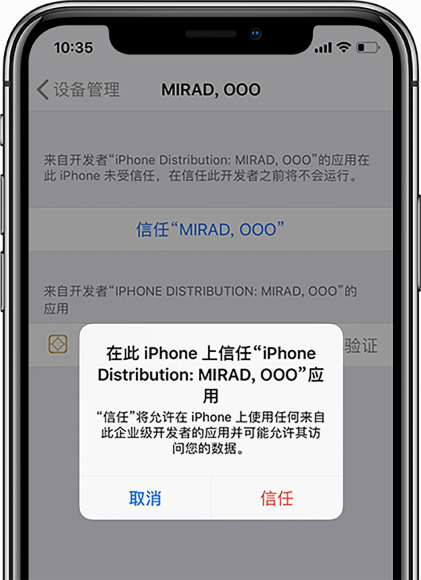 10:35
设备管理
MIRAD, OOO
来自开发者“iPhone Distribution: MIRAD, OOO”的应用在
此 iPhone 未受信任，在信任此开发者之前将不会运行。
信任“MIRAD, OOO”
来自开发者“IPHONE DISTRIBUTION: MIRAD, OOO”的
应用
验证
在此 iPhone 上信任“iPhone
Distribution: MIRAD, OOO”应
用
“信任”将允许在 iPhone 上使用任何来自
此企业级开发者的应用并可能允许其访
问您的数据。
取消
信任